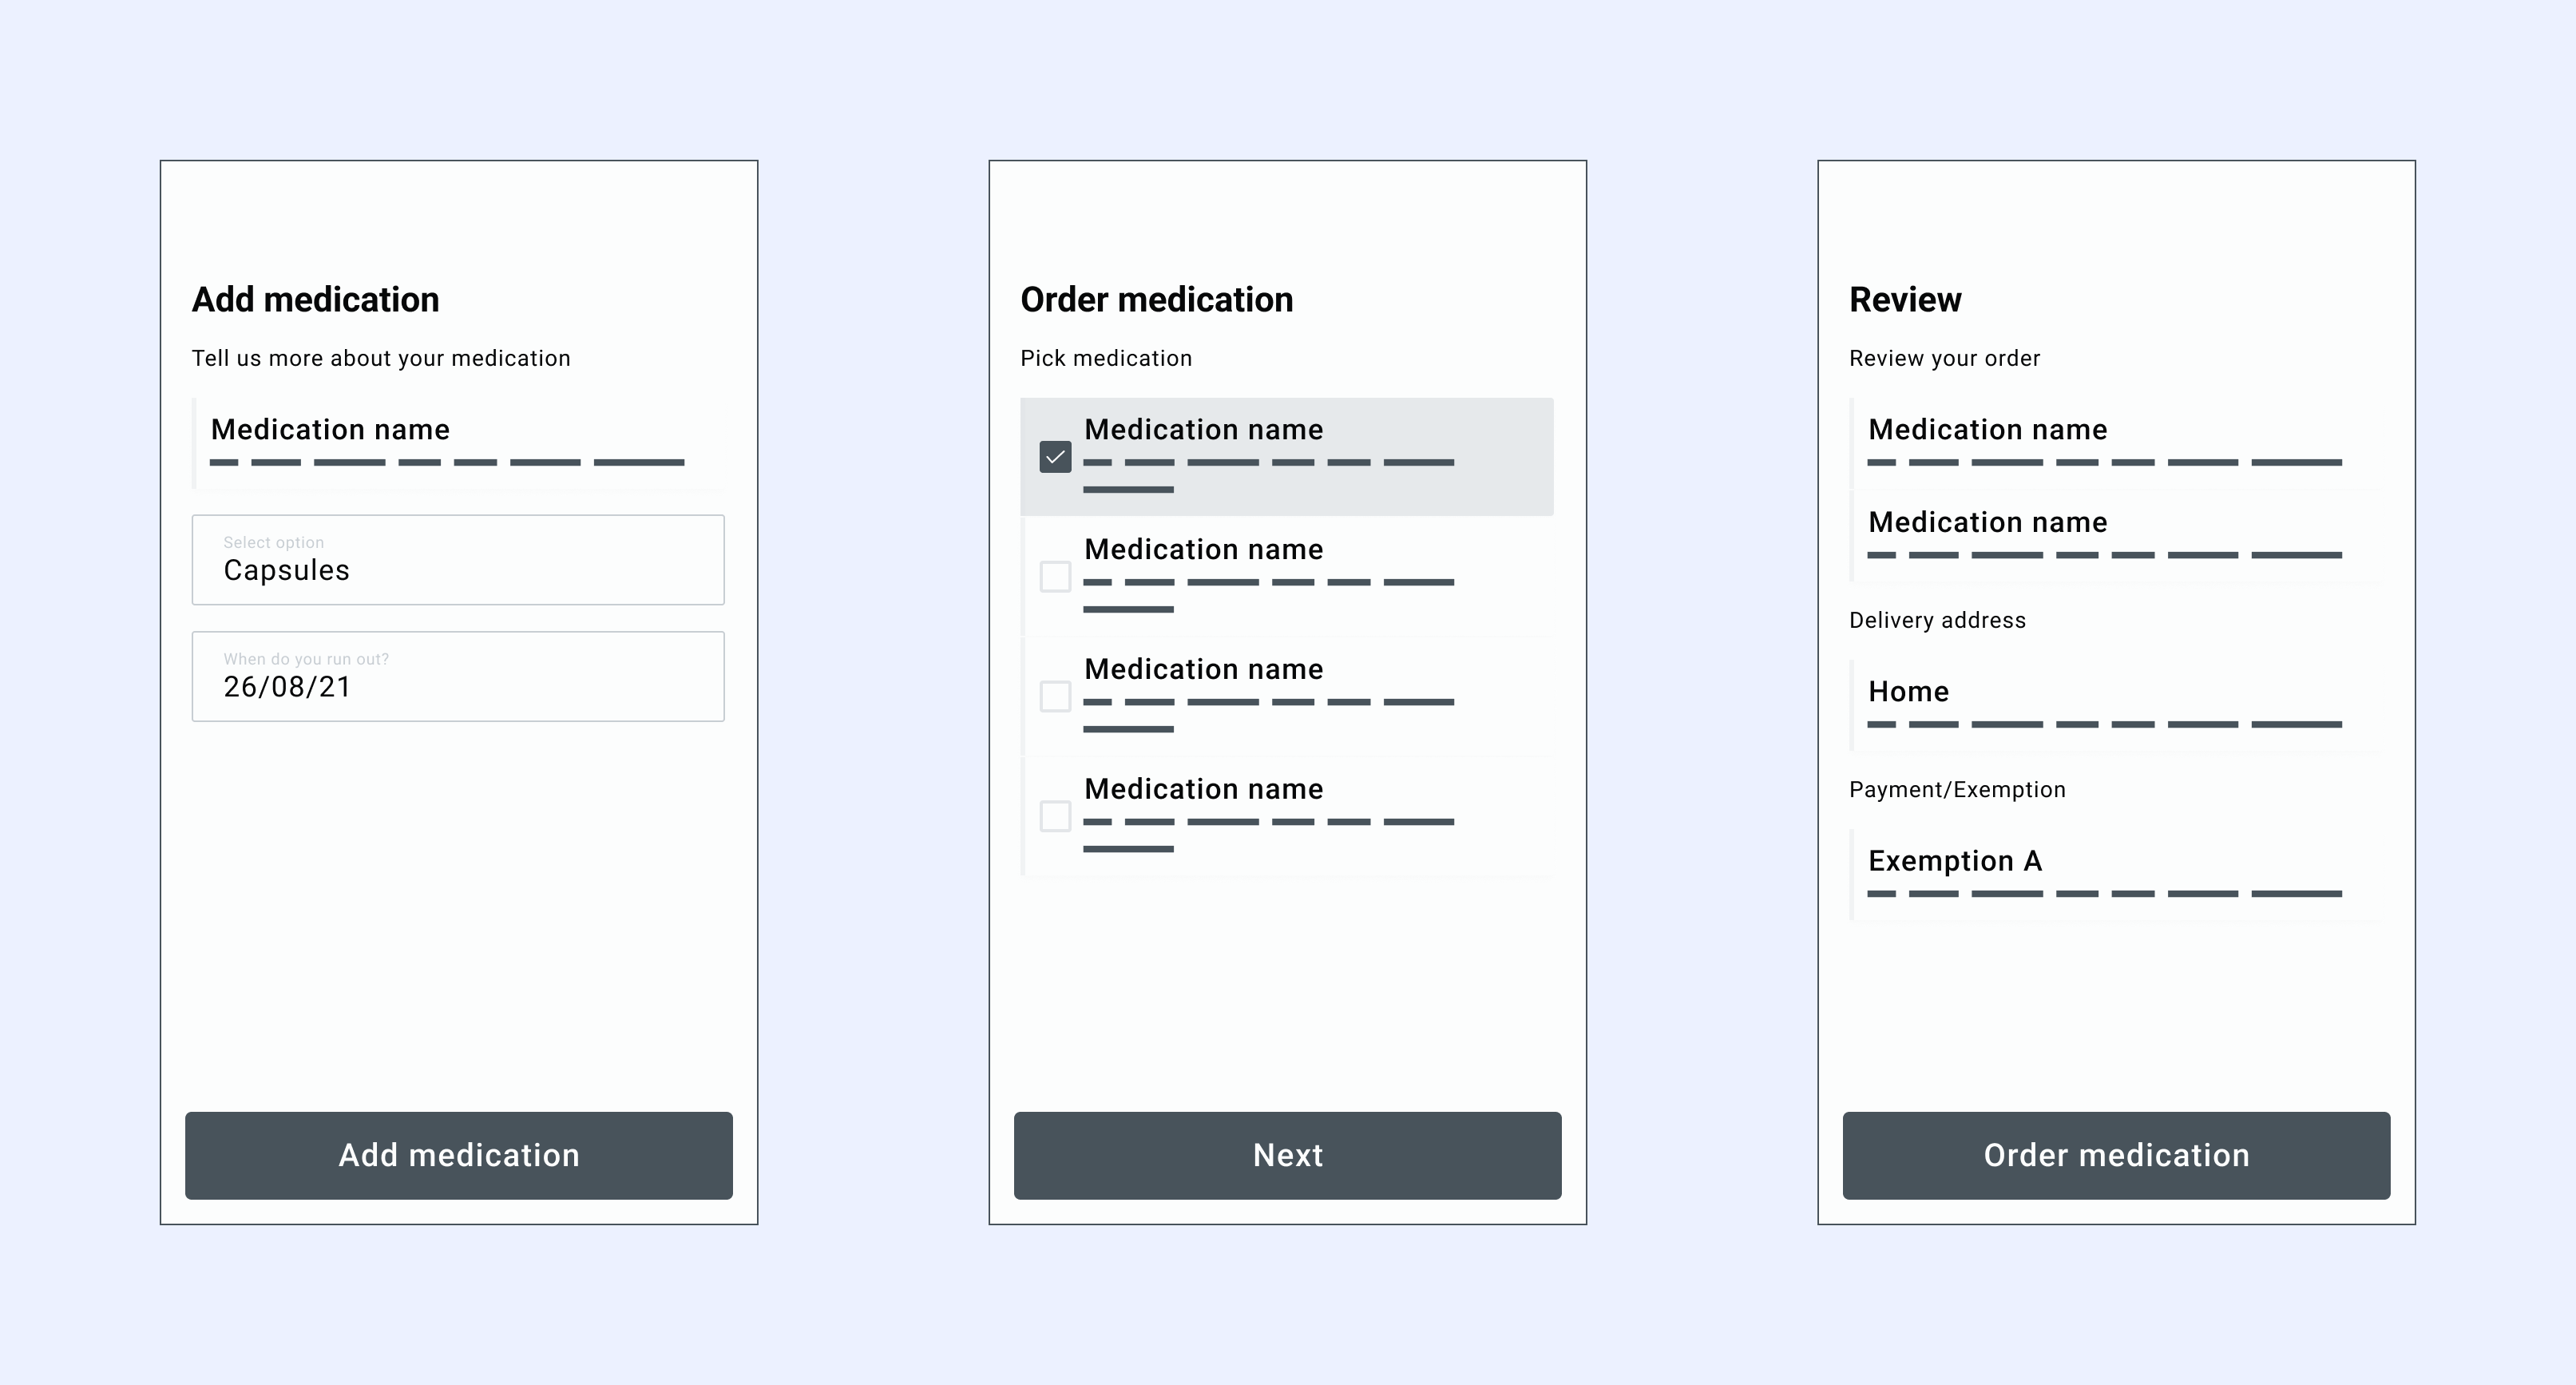 Add medication
Tell us more about your medication
Medication name
Select option
Capsules
When do you run out?
26/08/21
Add medication
Order medication
Pick medication
Medication name
Medication name
Medication name
Medication name
Next
Review
Review your order
Medication name
Medication name
Delivery address
Home
Payment/Exemption
Exemption A
Order medication